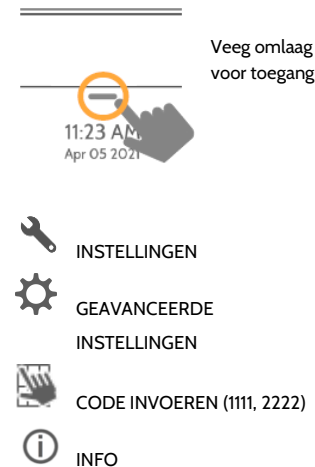 Veeg omlaag
voor toegang
11:23 AM
Apr 05 2021
INSTELLINGEN
GEAVANCEERDE
INSTELLINGEN
CODE INVOEREN (1111, 2222)
INFO